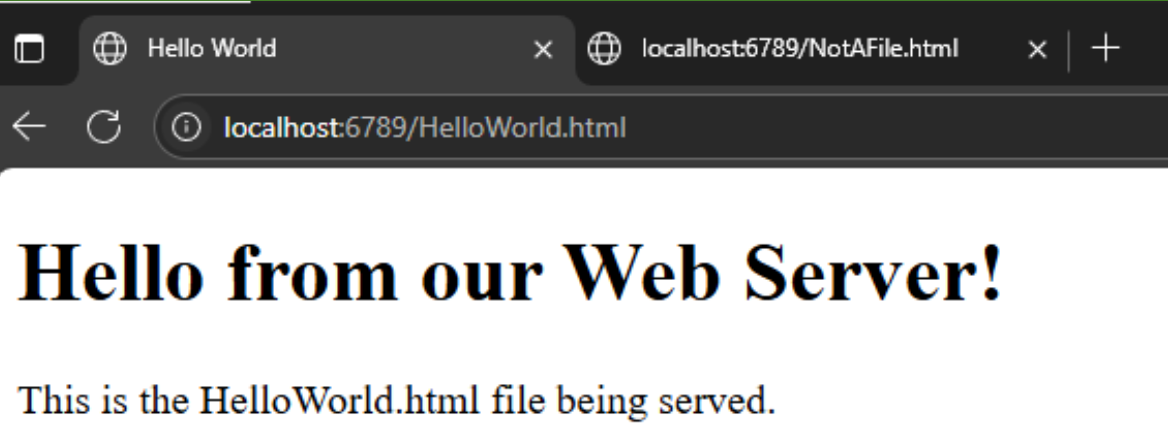 Hello World
localhost:6789/NotAFile.html
localhost:6789/HelloWorld.html
Hello from our Web Server!
This is the HelloWorld.html file being served.